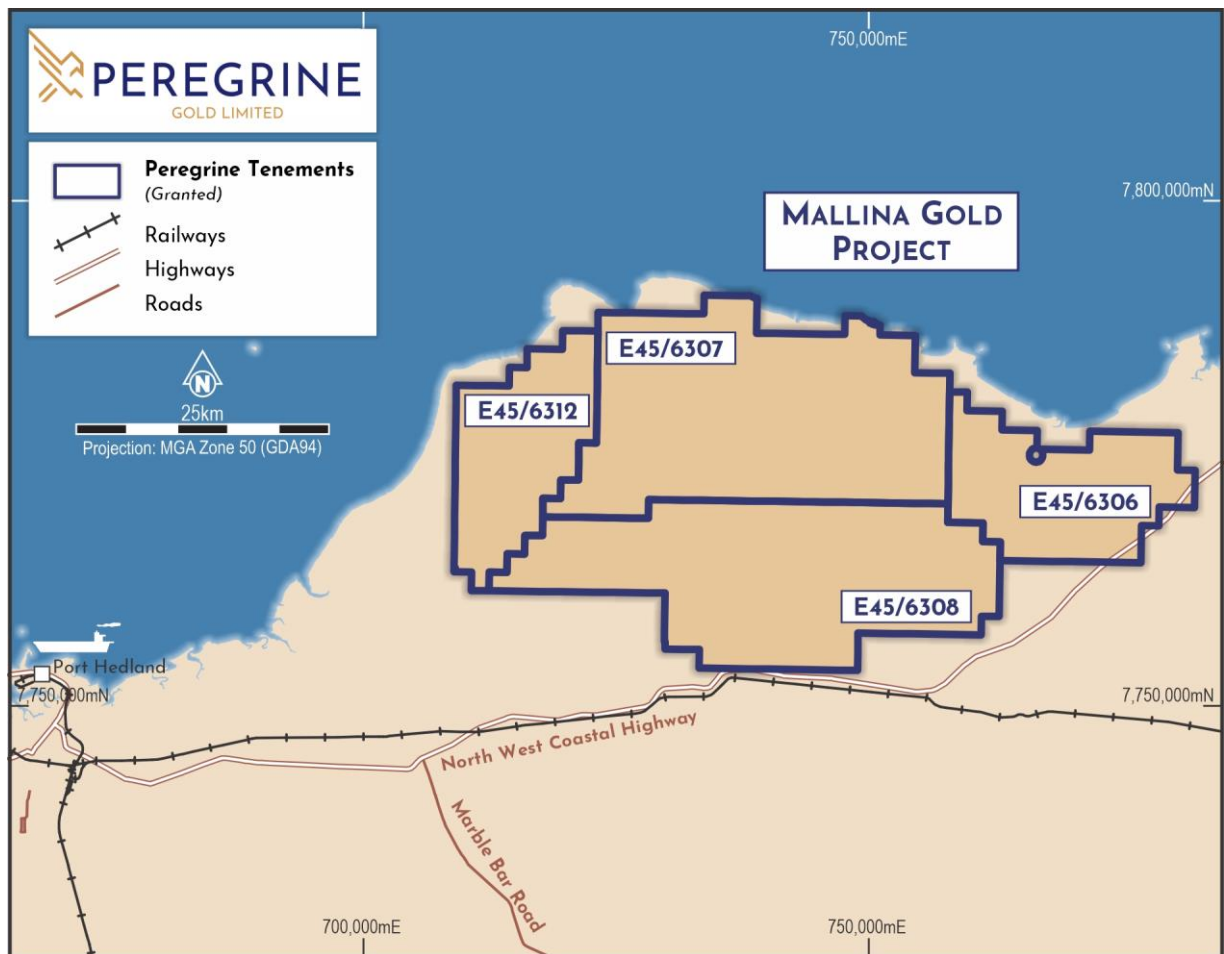 PEREGRINE
GOLD LIMITED
Peregrine Tenements
(Granted)
Railways
Highways
Roads
N
25km
Projection: MGA Zone 50 (GDA94)
750,000mE
7,800,000mN
MALLINA GOLD
PROJECT
E45/6307
E45/6312
E45/6306
E45/6308
Port Hedland
7,750,000mN
7,750,000mN
North West Coastal Highway
Marble Bar Road
700,000mE
750,000mE